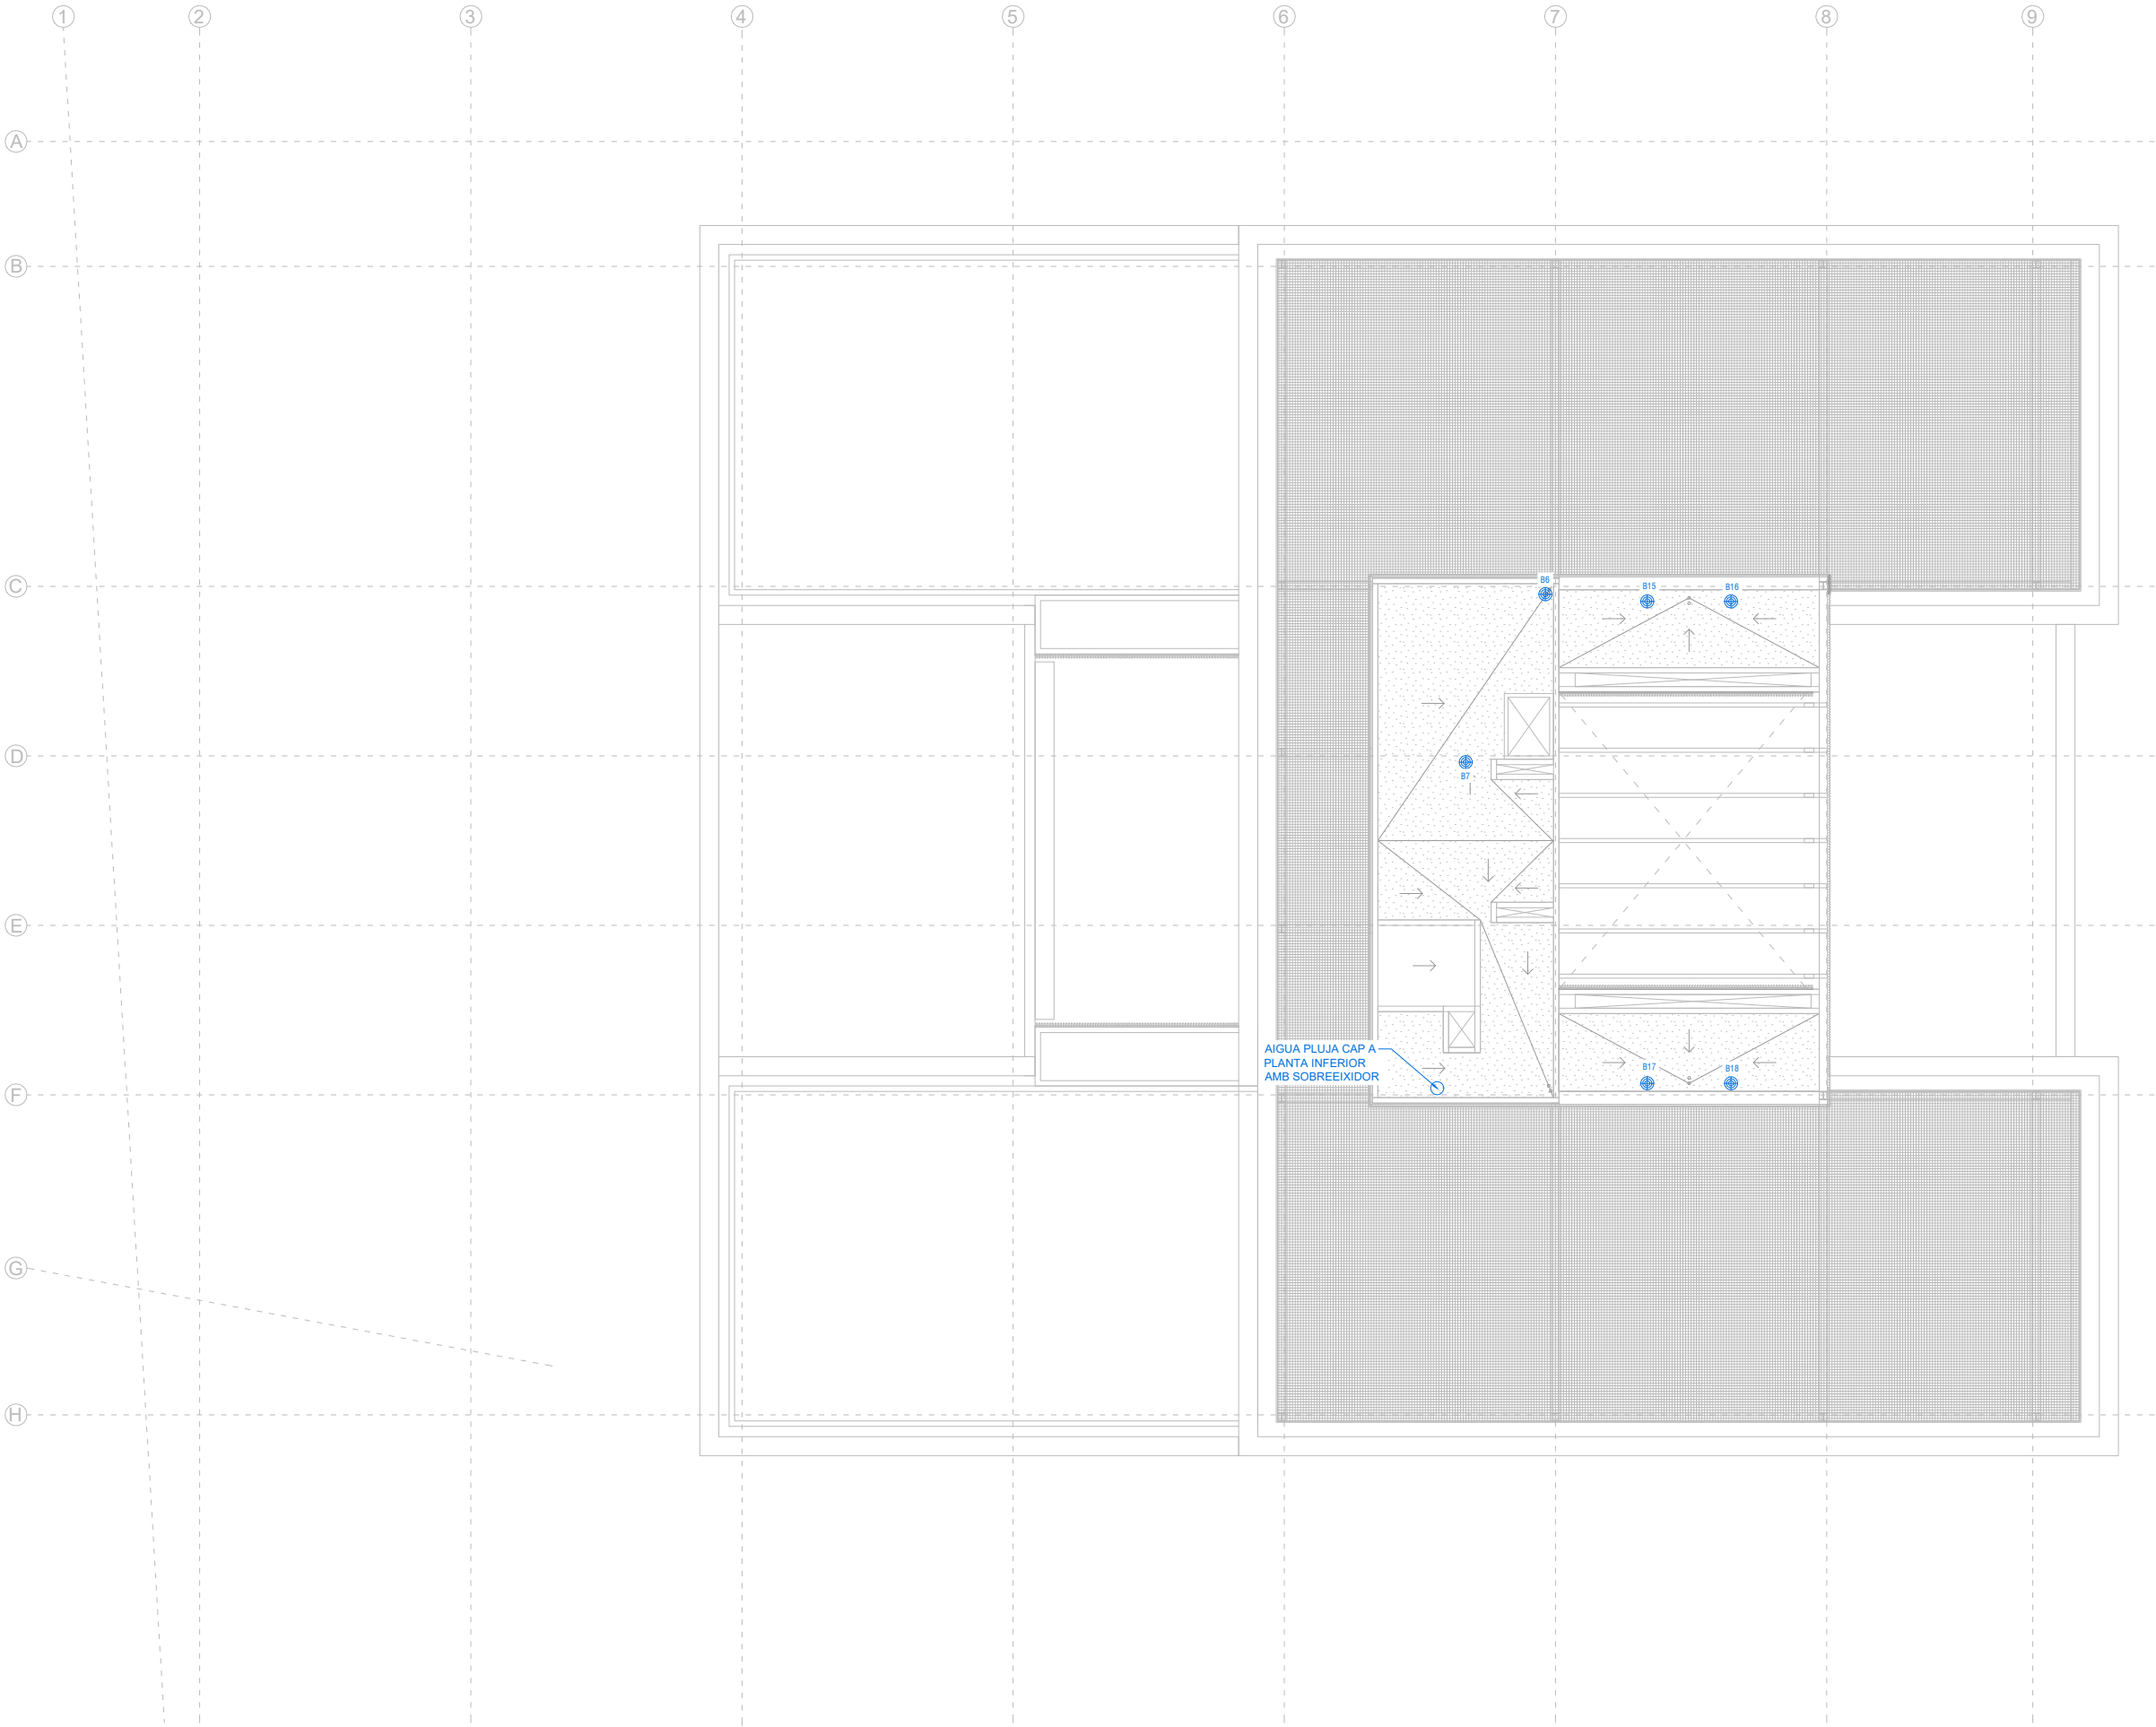 1 2 3 4 5 6 7 8 9
A
B
C
B6 B15 B16
D
B7
E
AIGUA PLUJA CAP A
PLANTA INFERIOR
AMB SOBREEIXIDOR
B17 B18
F
G
H